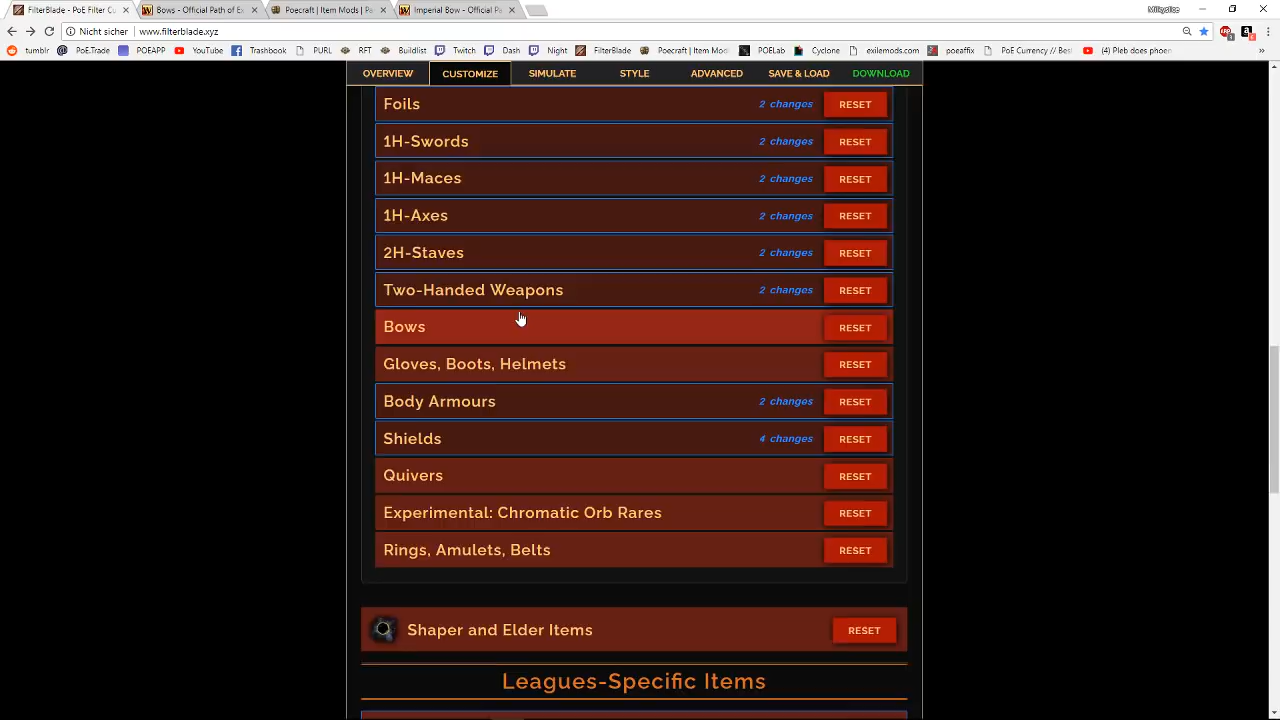 Milkydice
FilterBlade - PoE Filter Cu
Bows - Official Path of Ex
Poecraft | Item Mods | Pa
Imperial Bow - Official Pa
Nicht sicher | www.filterblade.xyz
tumblr PoE.Trade POEAPP YouTube Trashbook PURL RFT Buildlist Twitch Dansh Night FilterBlade Poecraft | Item Mods POELab Cyclone exilemods.com poeaffix PoE Currency // Best (4) Pleb does phoen
OVERVIEW CUSTOMIZE SIMULATE STYLE ADVANCED SAVE & LOAD DOWNLOAD
Foils 2 changes RESET
1H-Swords 2 changes RESET
1H-Maces 2 changes RESET
1H-Axes 2 changes RESET
2H-Staves 2 changes RESET
Two-Handed Weapons 2 changes RESET
Bows RESET
Gloves, Boots, Helmets RESET
Body Armours 2 changes RESET
Shields 4 changes RESET
Quivers RESET
Experimental: Chromatic Orb Rares RESET
Rings, Amulets, Belts RESET
Shaper and Elder Items RESET
Leagues-Specific Items